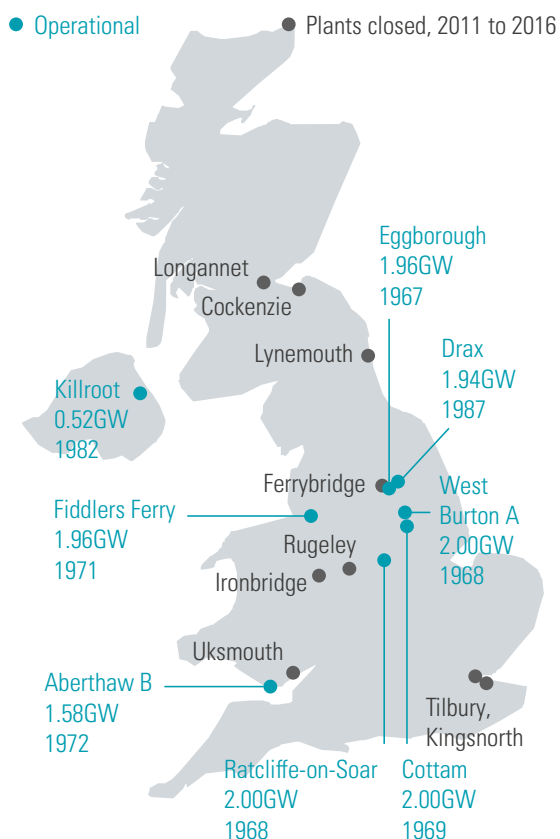 Operational
Plants closed, 2011 to 2016
Eggborough
1.96GW
1967
Longannet
Cockenzie
Lynemouth
Drax
1.94GW
1987
Killroot
0.52GW
1982
Ferrybridge
West
Burton A
2.00GW
1968
Fiddlers Ferry
1.96GW
1971
Rugeley
Ironbridge
Uksmouth
Aberthaw B
1.58GW
1972
Tilbury,
Kingsnorth
Ratcliffe-on-Soar
2.00GW
1968
Cottam
2.00GW
1969